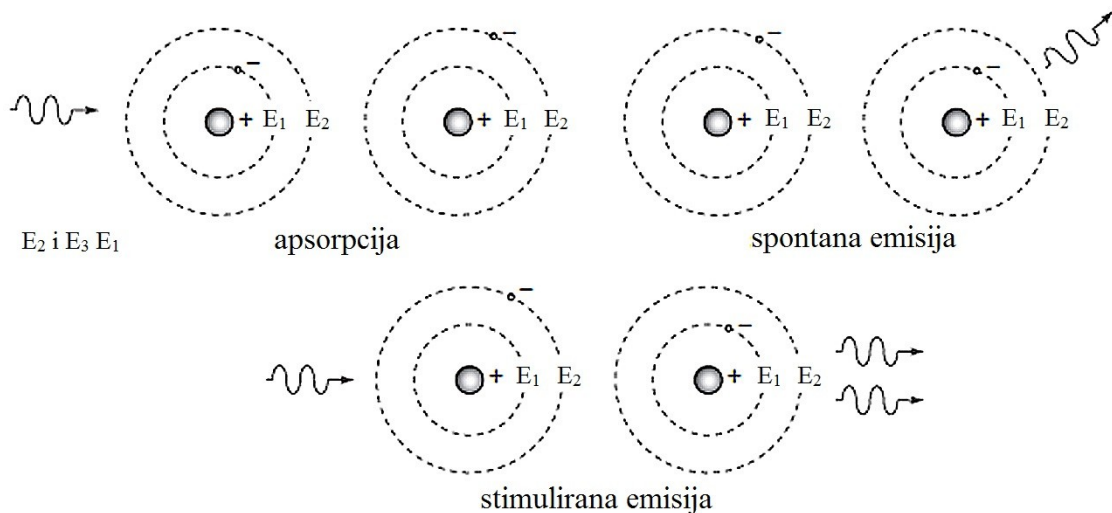 − − − −
+ E₁ E₂ + E₁ E₂ + E₁ E₂ + E₁ E₂
E₂ i E₃ E₁ apsorpcija spontana emisija
− −
+ E₁ E₂ + E₁ E₂
stimulirana emisija